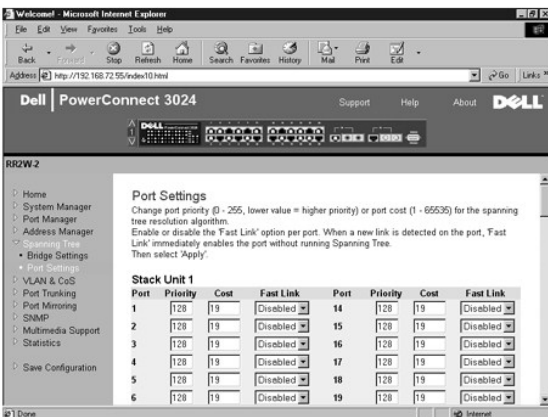 Welcome! - Microsoft Internet Explorer
File Edit View Favorites Tools Help
Back Forward Stop Refresh Home Search Favorites History Mail Print Edit
Address http://192.168.72.55/index10.html Go Links
Dell PowerConnect 3024
Support Help About DELL
DELL
RR2W-2
Home
System Manager
Port Manager
Address Manager
Spanning Tree
Bridge Settings
Port Settings
VLAN & CoS
Port Trunking
Port Mirroring
SNMP
Multimedia Support
Statistics
Save Configuration
Port Settings
Change port priority (0 - 255, lower value = higher priority) or port cost (1 - 65535) for the spanning
tree resolution algorithm.
Enable or disable the 'Fast Link' option per port. When a new link is detected on the port, 'Fast
Link' immediately enables the port without running Spanning Tree.
Then select 'Apply'.
Stack Unit 1
Port Priority Cost Fast Link Port Priority Cost Fast Link
1 128 19 Disabled 14 128 19 Disabled
2 128 19 Disabled 15 128 19 Disabled
3 128 19 Disabled 16 128 19 Disabled
4 128 19 Disabled 17 128 19 Disabled
5 128 19 Disabled 18 128 19 Disabled
6 128 19 Disabled 19 128 19 Disabled
Done Internet